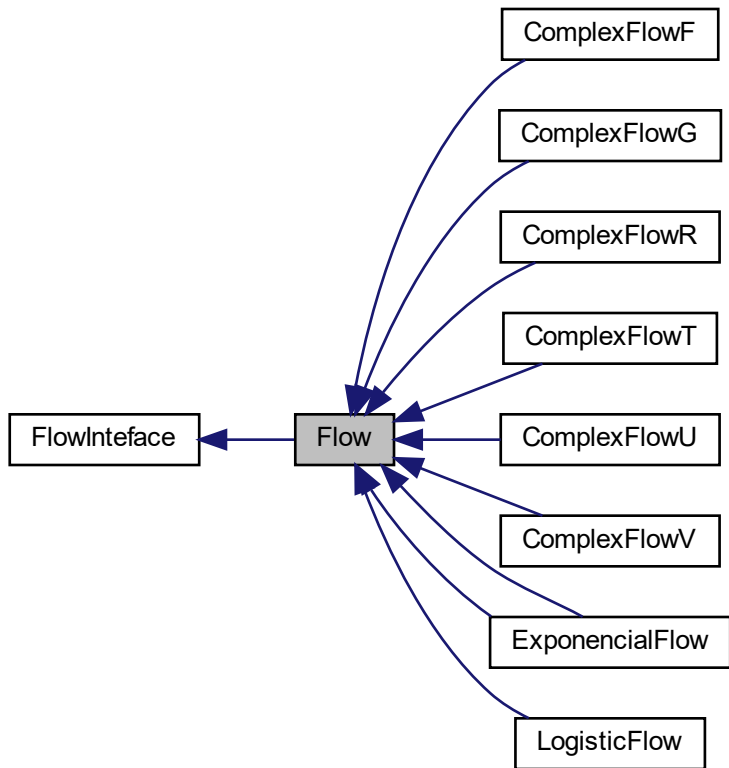 ComplexFlowF
ComplexFlowG
ComplexFlowR
ComplexFlowT
FlowInteface
Flow
ComplexFlowU
ComplexFlowV
ExponencialFlow
LogisticFlow